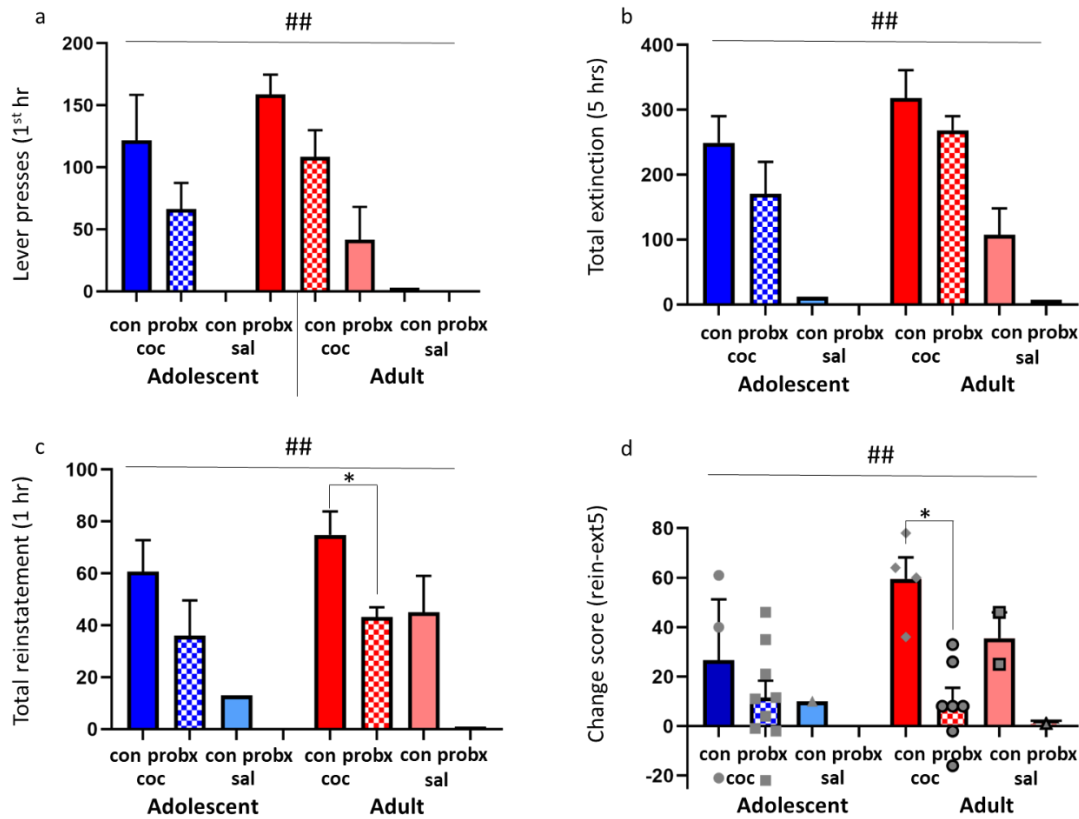 a
##
Lever presses (1st hr
200
150
100
50
0
con probx con probx con probx con probx
coc sal coc sal
Adolescent Adult
b
##
Total extinction (5 hrs)
400
300
200
100
0
con probx con probx con probx con probx
coc sal coc sal
Adolescent Adult
c
##
*
Total reinstatement (1 hr)
100
80
60
40
20
0
con probx con probx con probx con probx
coc sal coc sal
Adolescent Adult
d
##
*
Change score (rein-ext5)
80
60
40
20
0
-20
con probx con probx con probx con probx
coc sal coc sal
Adolescent Adult